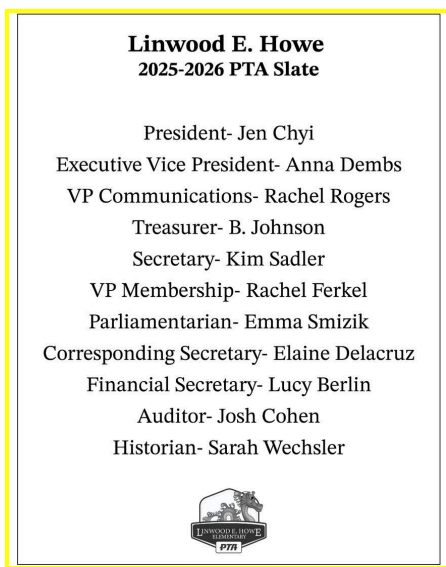 Linwood E. Howe
2025-2026 PTA Slate
President- Jen Chyi
Executive Vice President- Anna Dembs
VP Communications- Rachel Rogers
Treasurer- B. Johnson
Secretary- Kim Sadler
VP Membership- Rachel Ferkel
Parliamentarian- Emma Smizik
Corresponding Secretary- Elaine Delacruz
Financial Secretary- Lucy Berlin
Auditor- Josh Cohen
Historian- Sarah Wechsler
LINWOOD E. HOWE
ELEMENTARY
PTA